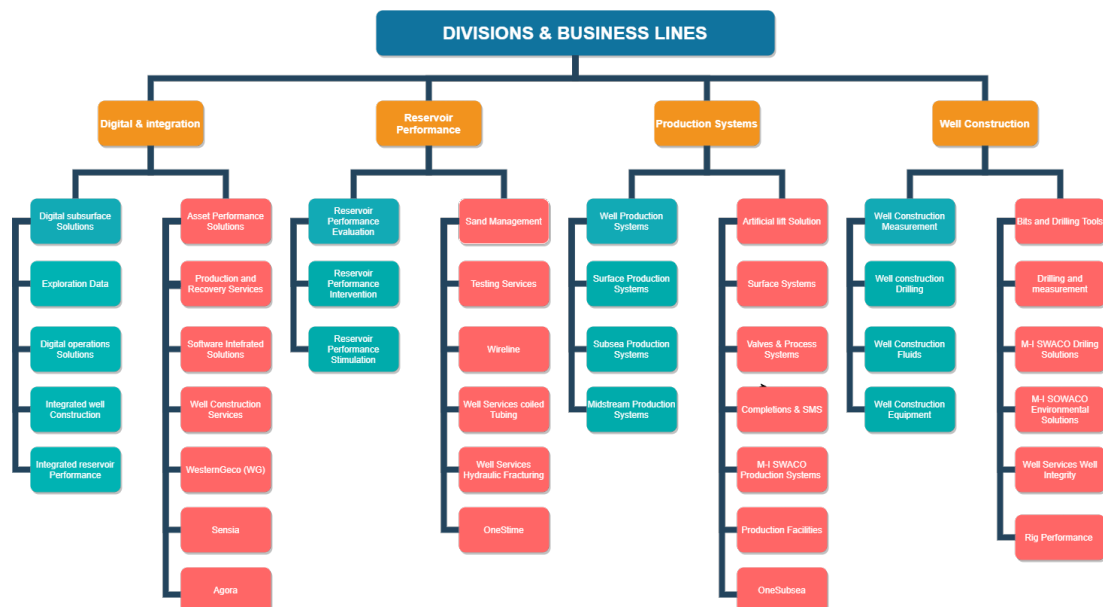 DIVISIONS & BUSINESS LINES
Digital & integration
Reservoir
Performance
Production Systems
Well Construction
Digital subsurface
Solutions
Exploration Data
Digital operations
Solutions
Integrated well
Construction
Integrated reservoir
Performance
Asset Performance
Solutions
Production and
Recovery Services
Software Intefrated
Solutions
Well Construction
Services
WesternGeco (WG)
Sensia
Agora
Reservoir
Performance
Evaluation
Reservoir
Performance
Intervention
Reservoir
Performance
Stimulation
Sand Management
Testing Services
Wireline
Well Services coiled
Tubing
Well Services
Hydraulic Fracturing
OneStime
Well Production
Systems
Surface Production
Systems
Subsea Production
Systems
Midstream Production
Systems
Artificial lift Solution
Surface Systems
Valves & Process
Systems
Completions & SMS
M-I SWACO
Production Systems
Production Facilities
OneSubsea
Well Construction
Measurement
Well construction
Drilling
Well Construction
Fluids
Well Construction
Equipment
Bits and Drilling Tools
Drilling and
measurement
M-I SWACO Driling
Solutions
M-I SOWACO
Environmental
Solutions
Well Services Well
Integrity
Rig Performance